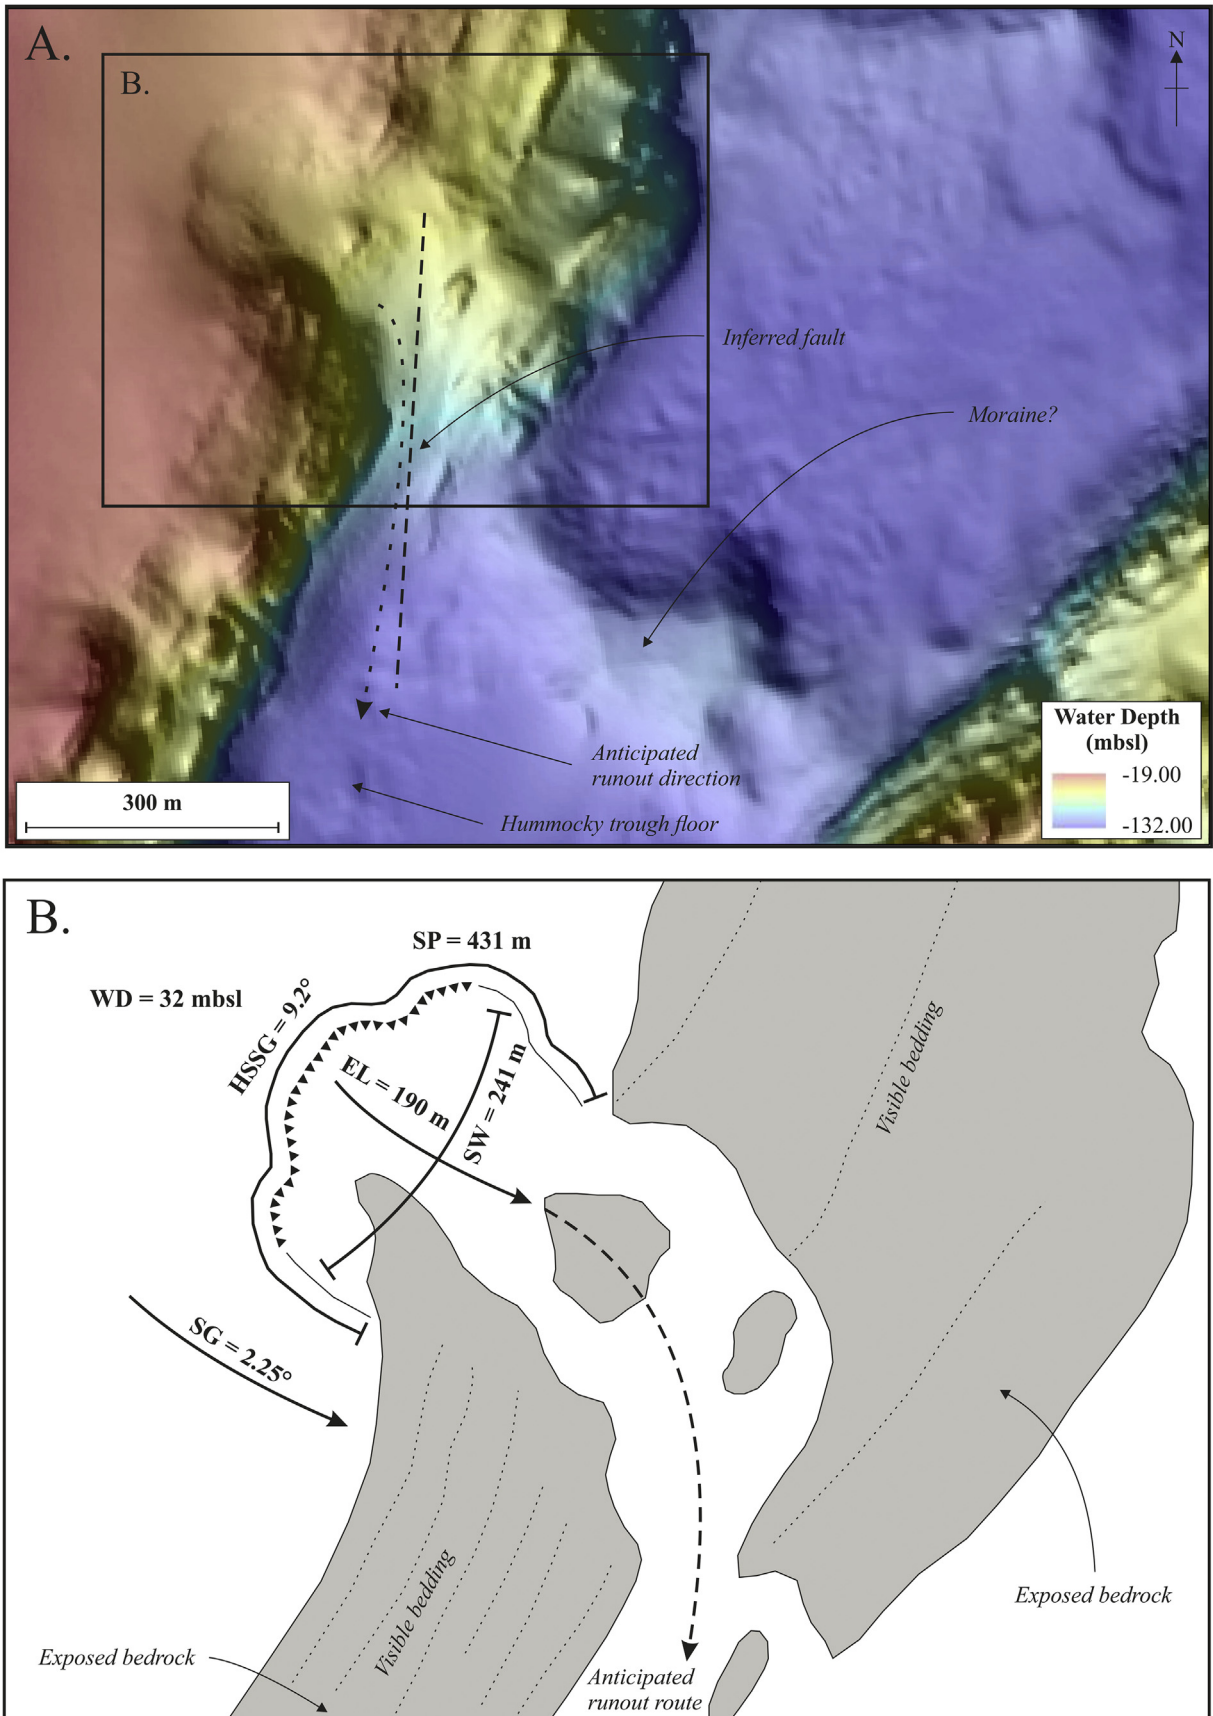 A.
B.
N
Inferred fault
Moraine?
Water Depth
(mbsl)
-19.00
-132.00
Anticipated
runout direction
300 m
Hummocky trough floor
B.
SP = 431 m
WD = 32 mbsl
HSSG = 9.2°
EL = 190 m
SW = 241 m
Visible bedding
SG = 2.25°
Visible bedding
Exposed bedrock
Exposed bedrock
Anticipated
runout route